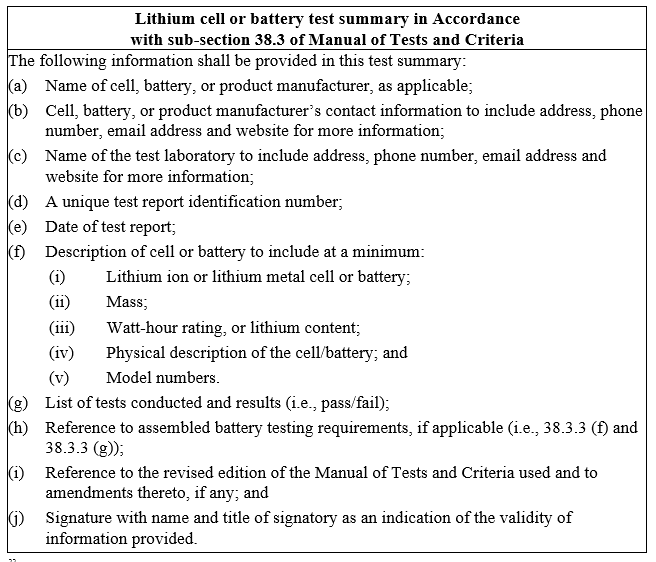 Lithium cell or battery test summary in Accordance
with sub-section 38.3 of Manual of Tests and Criteria
The following information shall be provided in this test summary:
(a) Name of cell, battery, or product manufacturer, as applicable;
(b) Cell, battery, or product manufacturer's contact information to include address, phone
number, email address and website for more information;
(c) Name of the test laboratory to include address, phone number, email address and
website for more information;
(d) A unique test report identification number;
(e) Date of test report;
(f) Description of cell or battery to include at a minimum:
(i) Lithium ion or lithium metal cell or battery;
(ii) Mass;
(iii) Watt-hour rating, or lithium content;
(iv) Physical description of the cell/battery; and
(v) Model numbers.
(g) List of tests conducted and results (i.e., pass/fail);
(h) Reference to assembled battery testing requirements, if applicable (i.e., 38.3.3 (f) and
38.3.3 (g));
(i) Reference to the revised edition of the Manual of Tests and Criteria used and to
amendments thereto, if any; and
(j) Signature with name and title of signatory as an indication of the validity of
information provided.